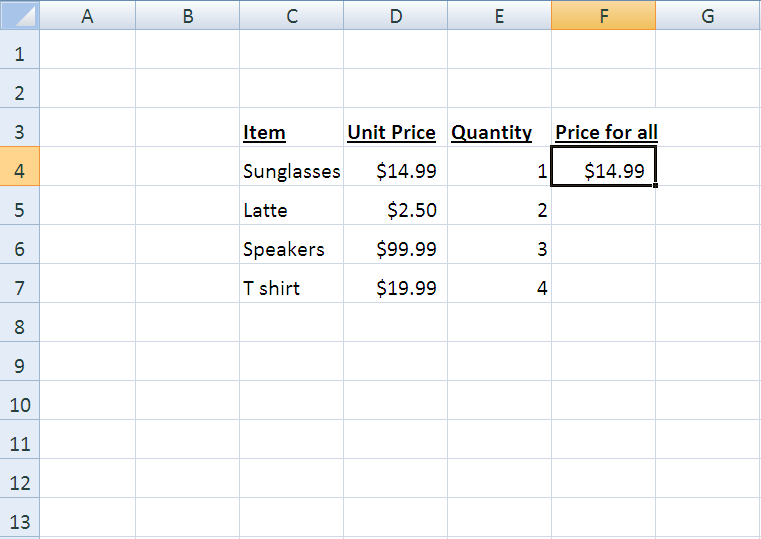 A B C D E F G
1
2
3 Item Unit Price Quantity Price for all
4 Sunglasses $14.99 1 $14.99
5 Latte $2.50 2
6 Speakers $99.99 3
7 T shirt $19.99 4
8
9
10
11
12
13